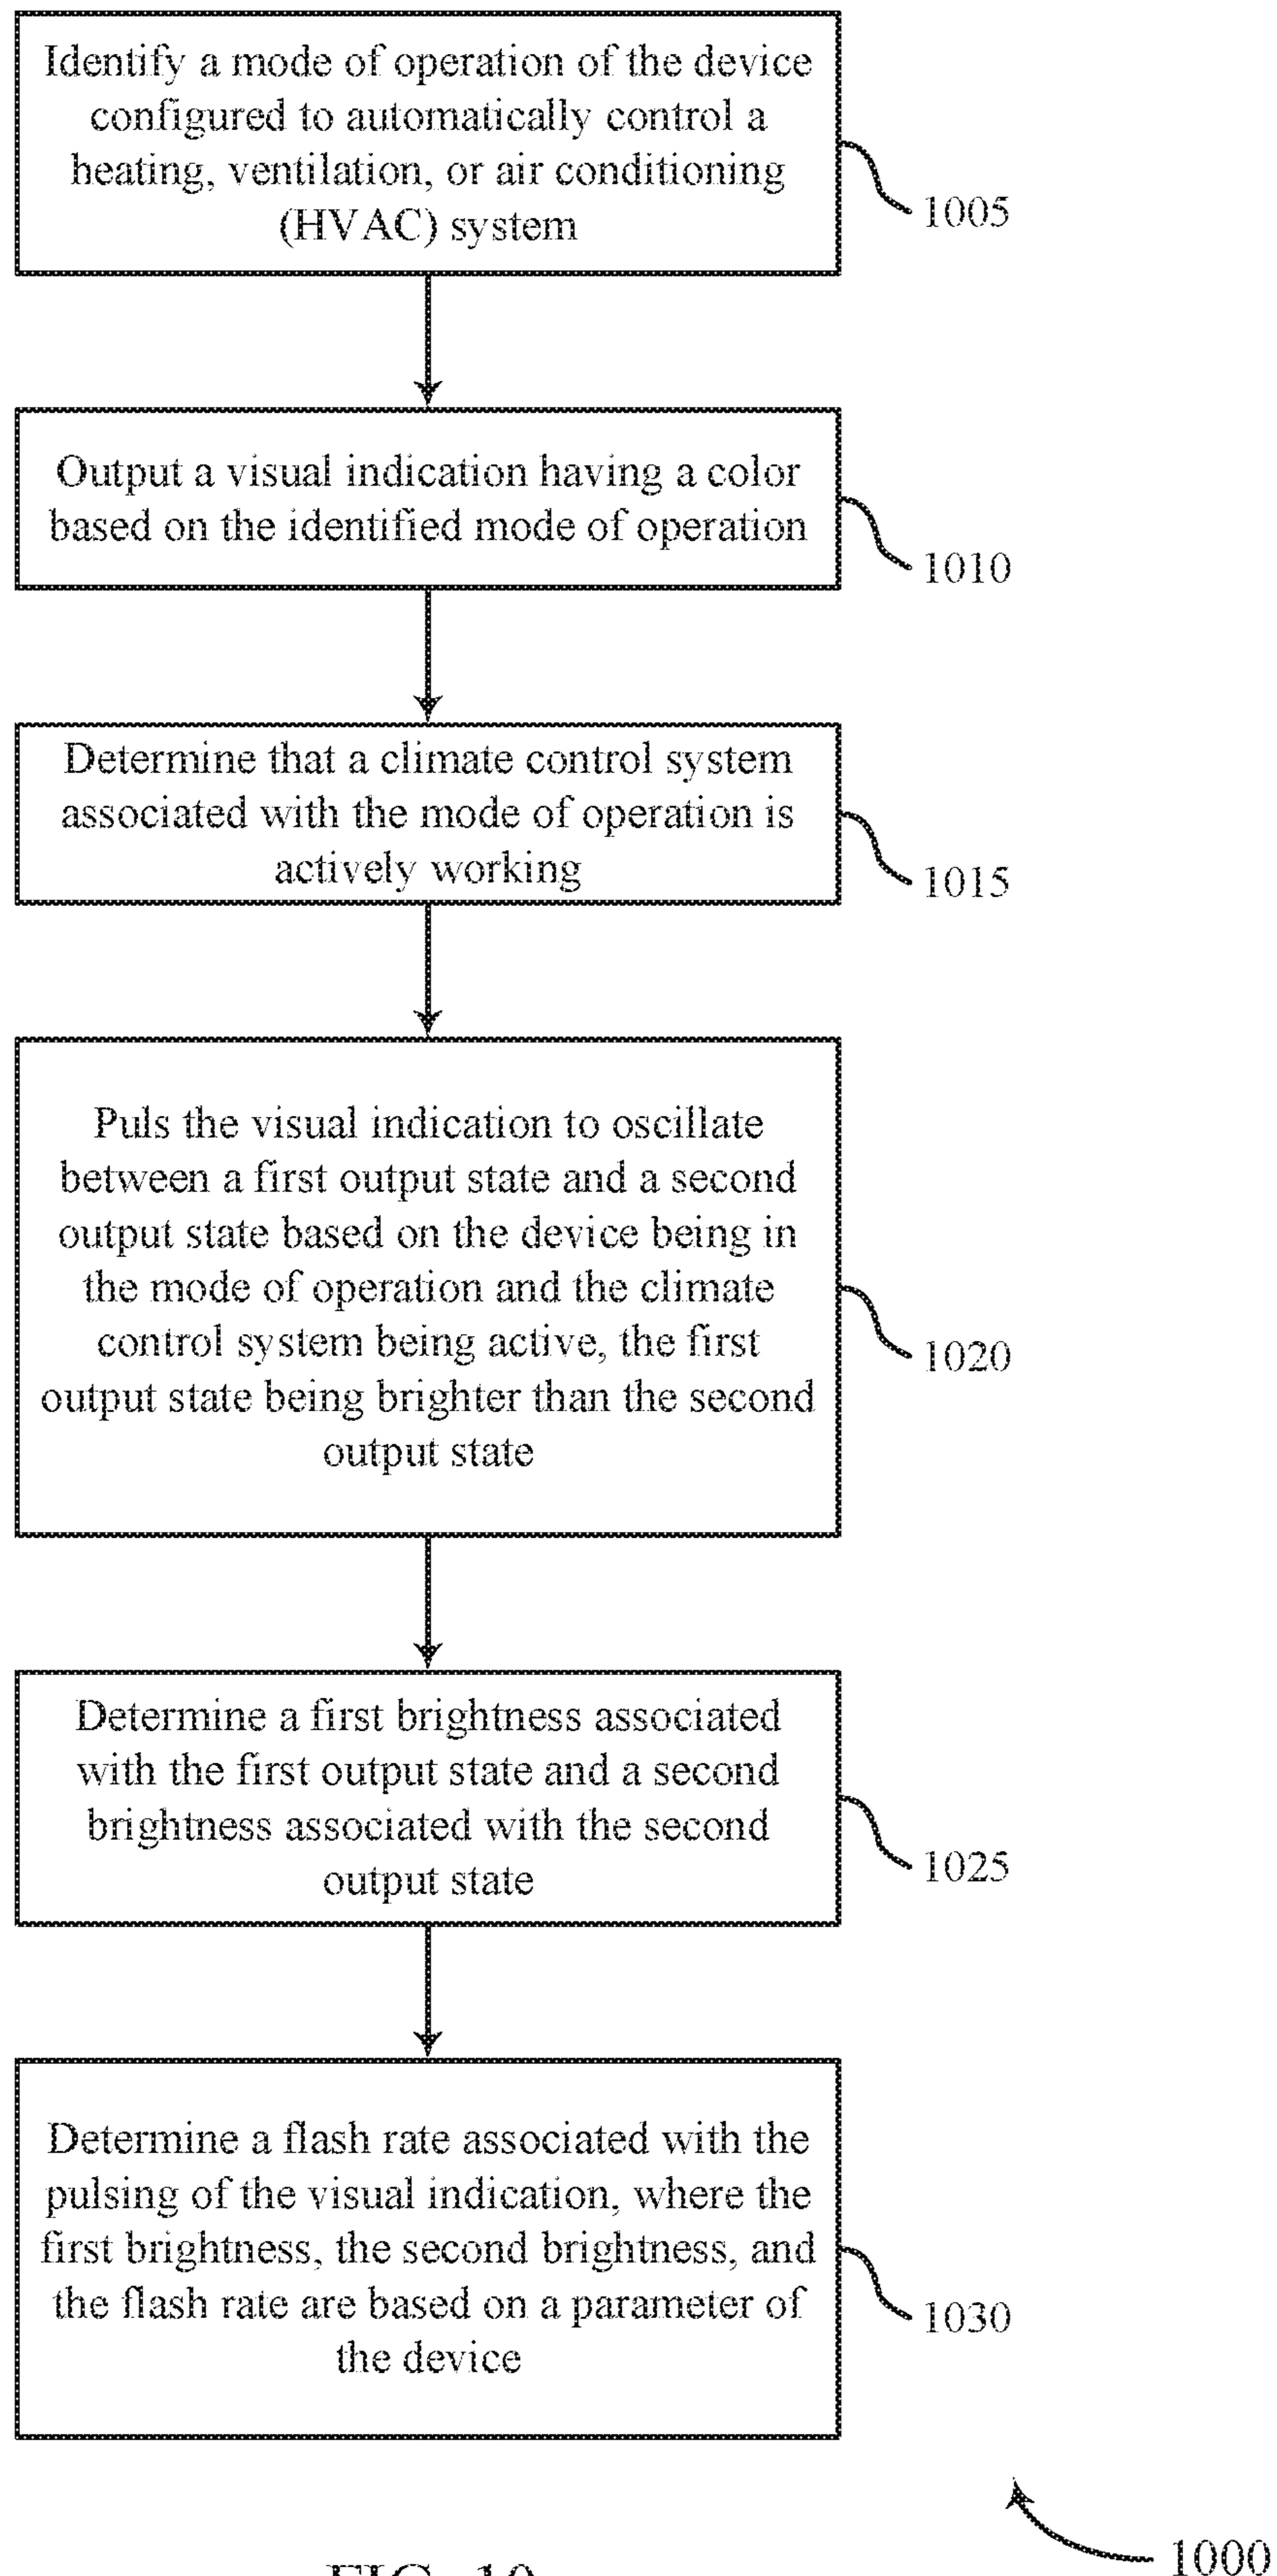 Identify a mode of operation of the device
configured to automatically control a
heating, ventilation, or air conditioning
(HVAC) system
1005
Output a visual indication having a color
based on the identified mode of operation
1010
Determine that a climate control system
associated with the mode of operation is
actively working
1015
Puls the visual indication to oscillate
between a first output state and a second
output state based on the device being in
the mode of operation and the climate
control system being active, the first
output state being brighter than the second
output state
1020
Determine a first brightness associated
with the first output state and a second
brightness associated with the second
output state
1025
Determine a flash rate associated with the
pulsing of the visual indication, where the
first brightness, the second brightness, and
the flash rate are based on a parameter of
the device
1030
1000
FIG. 10